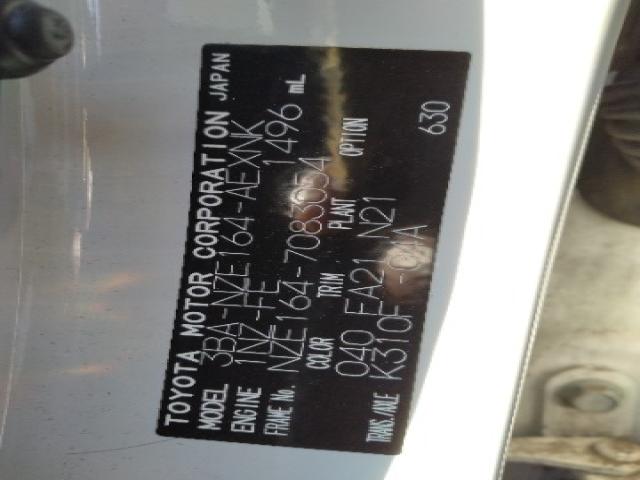 TOYOTA MOTOR CORPORATION JAPAN
MODEL 3BA-NZE164-AEXNK
ENGINE 1NZ-FE 1496 mL
FRAME No. NZE164-7083054
COLOR TRIM PLANT OPTION
040 FA21 N21
TRANS./AXLE K310F -04A
630